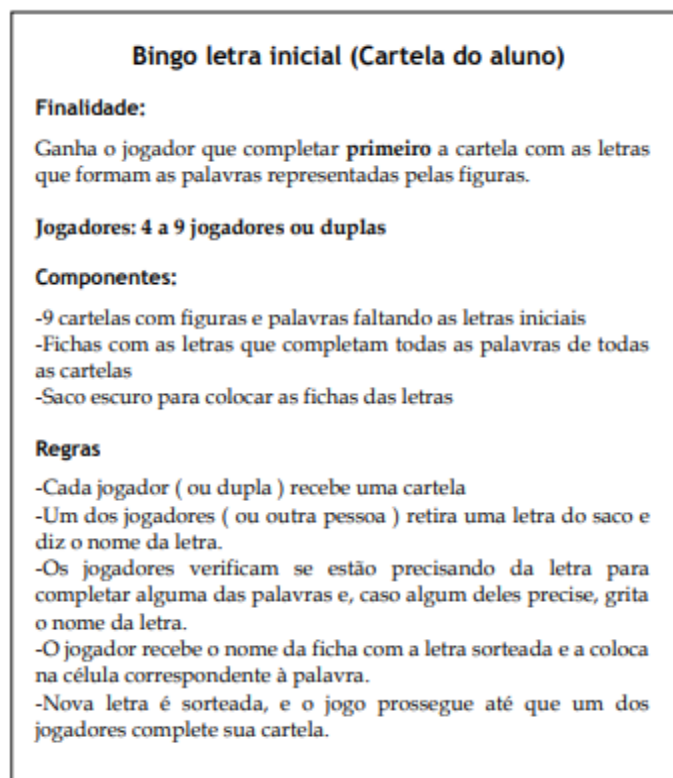 Bingo letra inicial (Cartela do aluno)
Finalidade:
Ganha o jogador que completar primeiro a cartela com as letras
que formam as palavras representadas pelas figuras.
Jogadores: 4 a 9 jogadores ou duplas
Componentes:
-9 cartelas com figuras e palavras faltando as letras iniciais
-Fichas com as letras que completam todas as palavras de todas
as cartelas
-Saco escuro para colocar as fichas das letras
Regras
-Cada jogador ( ou dupla ) recebe uma cartela
-Um dos jogadores ( ou outra pessoa ) retira uma letra do saco e
diz o nome da letra.
-Os jogadores verificam se estão precisando da letra para
completar alguma das palavras e, caso algum deles precise, grita
o nome da letra.
-O jogador recebe o nome da ficha com a letra sorteada e a coloca
na célula correspondente à palavra.
-Nova letra é sorteada, e o jogo prossegue até que um dos
jogadores complete sua cartela.